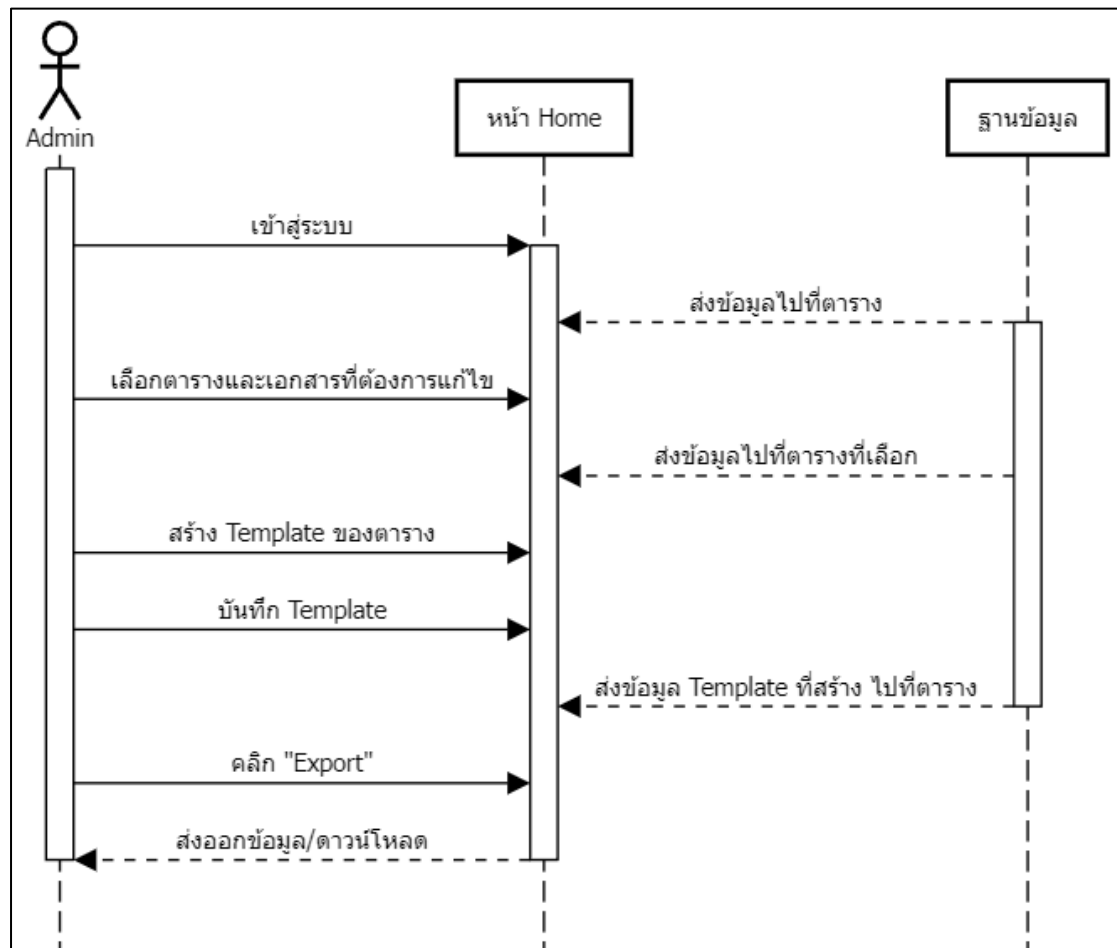 Admin
หน้า Home
ฐานข้อมูล
เข้าสู่ระบบ
ส่งข้อมูลไปที่ตาราง
เลือกตารางและเอกสารที่ต้องการแก้ไข
ส่งข้อมูลไปที่ตารางที่เลือก
สร้าง Template ของตาราง
บันทึก Template
ส่งข้อมูล Template ที่สร้าง ไปที่ตาราง
คลิก "Export"
ส่งออกข้อมูล/ดาวน์โหลด